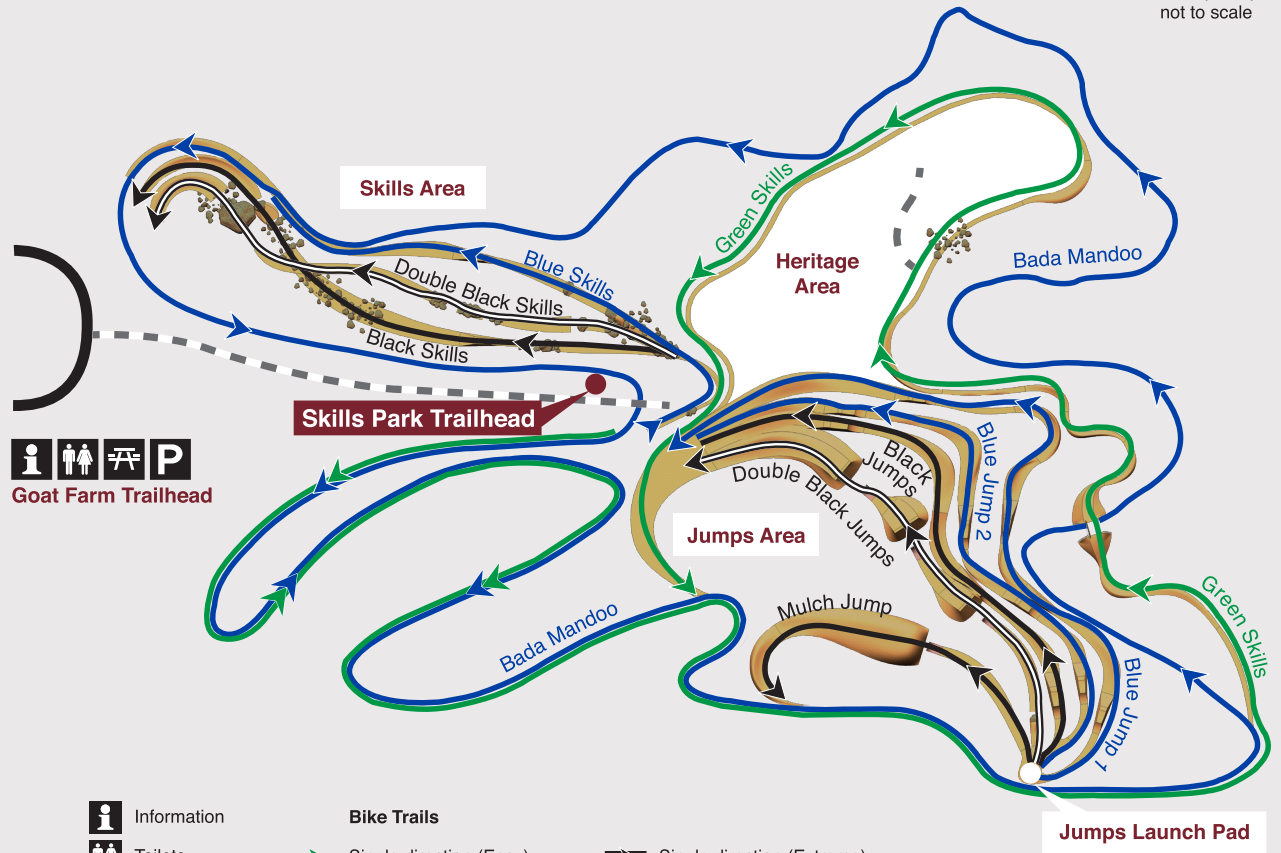 not to scale
Skills Area
Green Skills
Heritage
Area
Bada Mandoo
Blue Skills
Double Black Skills
Black Skills
Skills Park Trailhead
P
Goat Farm Trailhead
Black
Jumps
Blue Jump 2
Double Black Jumps
Jumps Area
Mulch Jump
Green Skills
Bada Mandoo
Blue Jump 1
Jumps Launch Pad
Information
Bike Trails